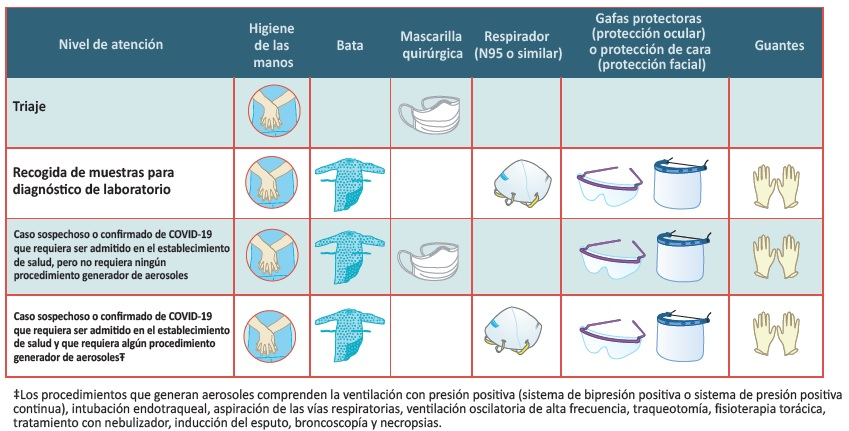 Nivel de atención
Higiene
de las
manos
Bata
Mascarilla
quirúrgica
Respirador
(N95 o similar)
Gafas protectoras
(protección ocular)
o protección de cara
(protección facial)
Guantes
Triaje
Recogida de muestras para
diagnóstico de laboratorio
Caso sospechoso o confirmado de COVID-19
que requiera ser admitido en el establecimiento
de salud, pero no requiera ningún
procedimiento generador de aerosoles
Caso sospechoso o confirmado de COVID-19
que requiera ser admitido en el establecimiento
de salud y que requiera algún procedimiento
generador de aerosolesŦ
‡Los procedimientos que generan aerosoles comprenden la ventilación con presión positiva (sistema de bipresión positiva o sistema de presión positiva
continua), intubación endotraqueal, aspiración de las vías respiratorias, ventilación oscilatoria de alta frecuencia, traqueotomía, fisioterapia torácica,
tratamiento con nebulizador, inducción del esputo, broncoscopía y necropsias.